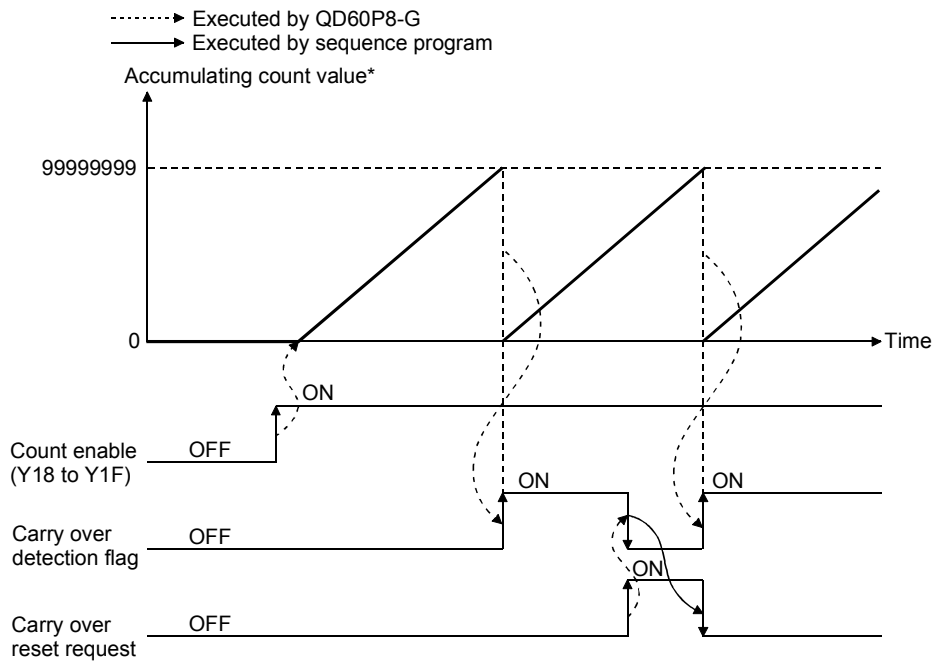 Executed by QD60P8-G
Executed by sequence program
Accumulating count value*
99999999
0
Time
ON
Count enable
(Y18 to Y1F)
OFF
ON
ON
Carry over
detection flag
OFF
ON
Carry over
reset request
OFF